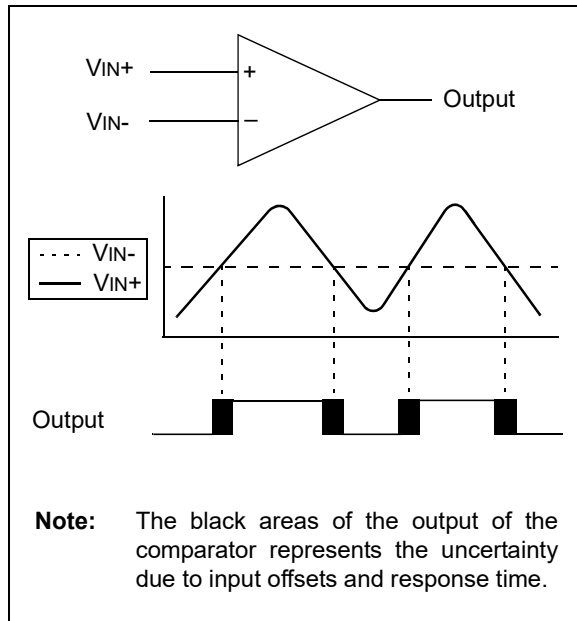 VIN+
+
Output
VIN-
–
VIN-
VIN+
Output
Note: The black areas of the output of the
comparator represents the uncertainty
due to input offsets and response time.